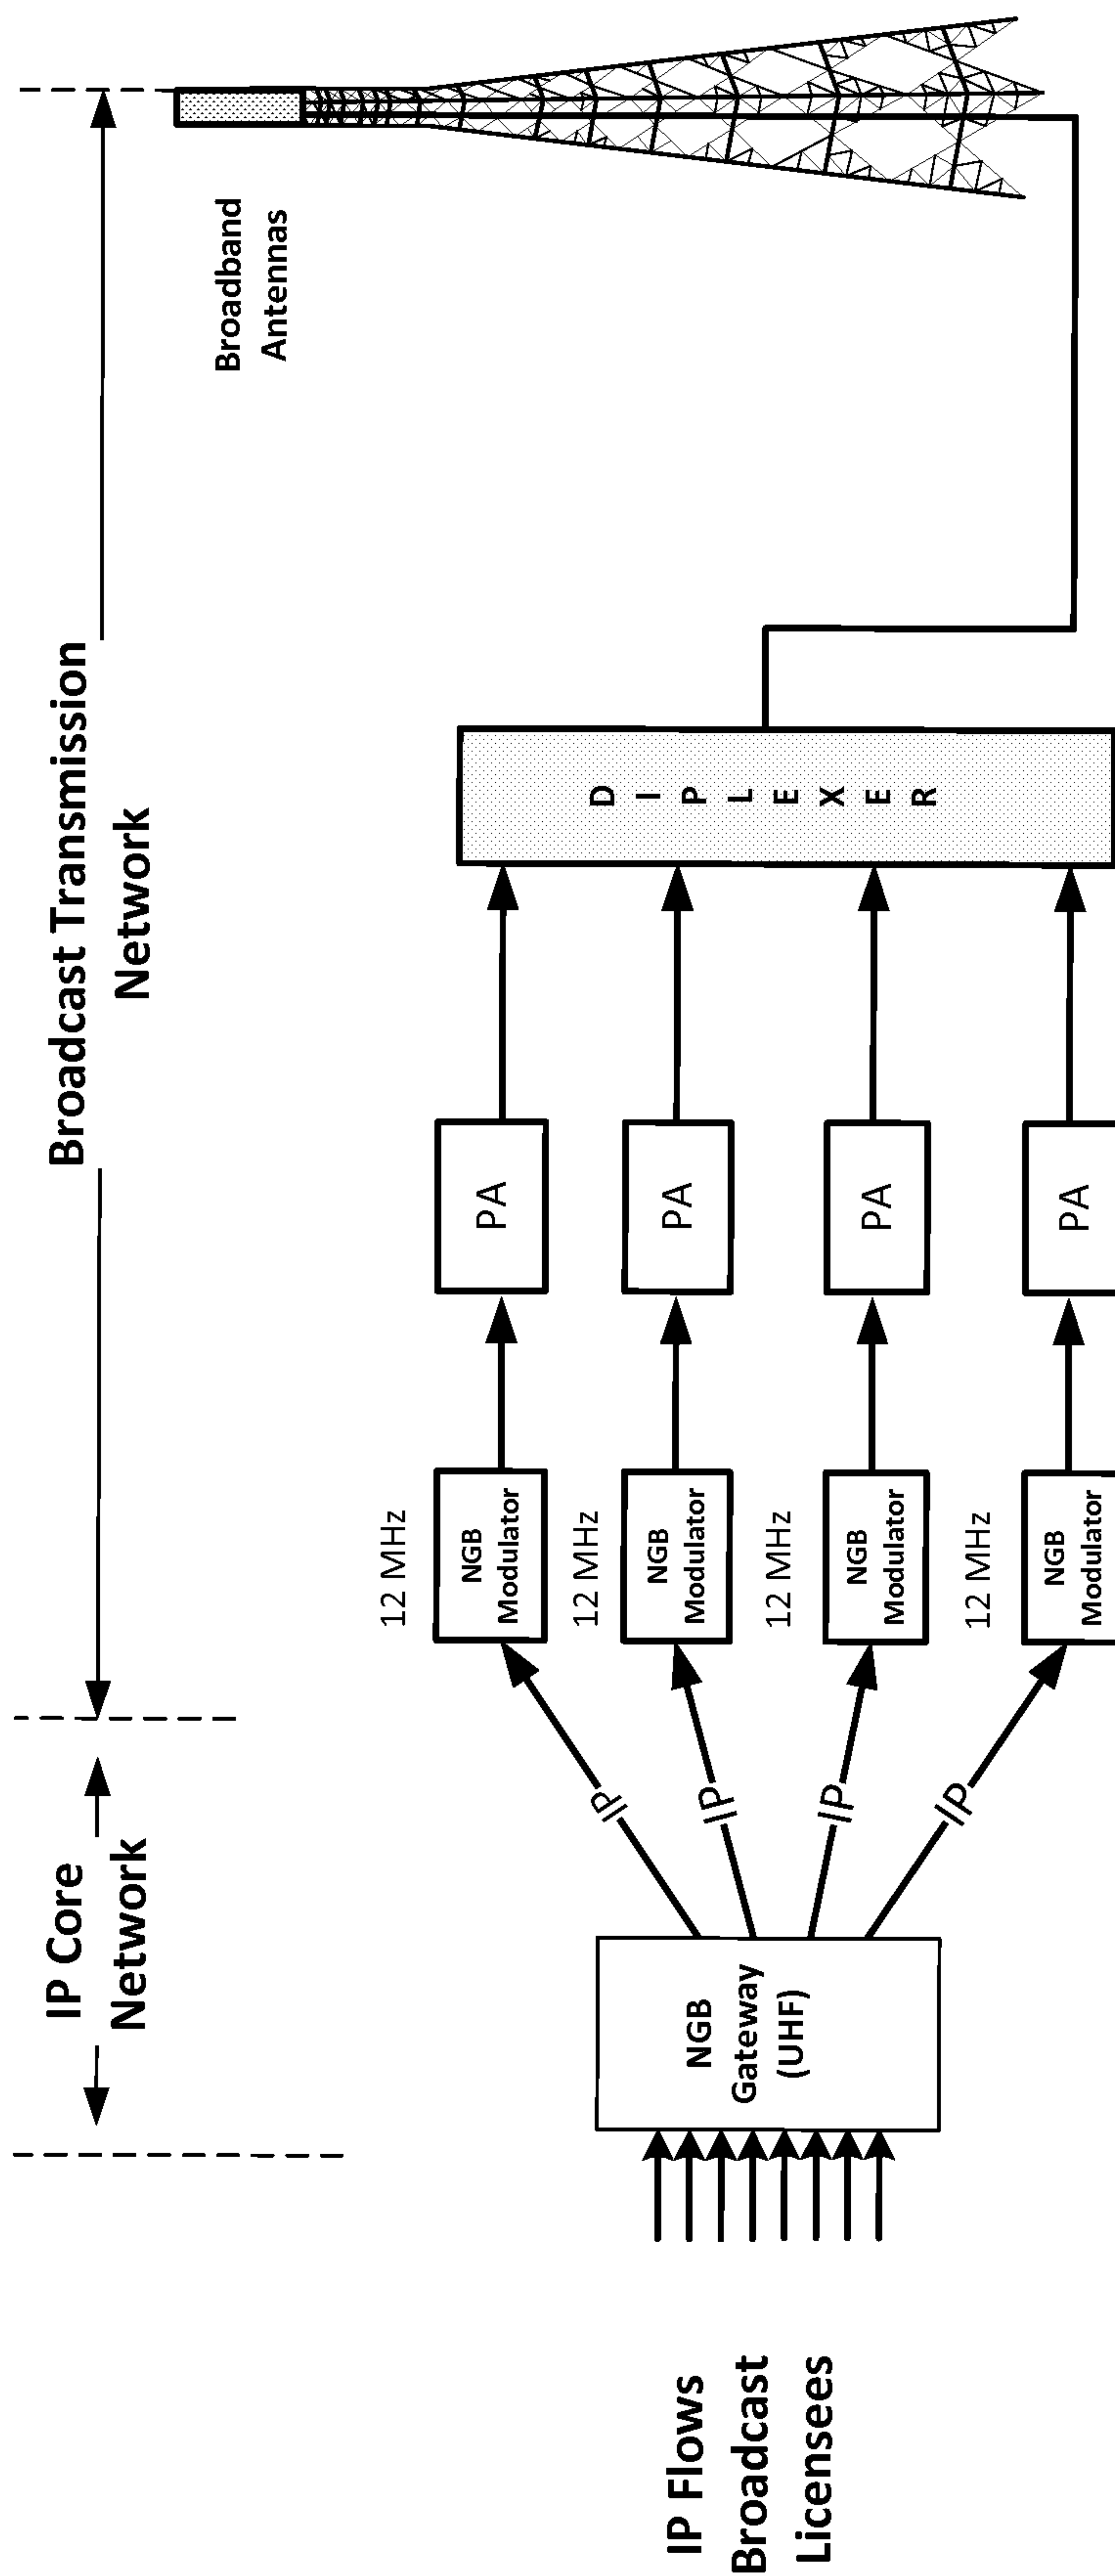 IP Core
Network
Broadcast Transmission
Network
Broadband
Antennas
12 MHz
NGB
Modulator
PA
12 MHz
NGB
Modulator
PA
12 MHz
NGB
Modulator
PA
12 MHz
NGB
Modulator
PA
IP
IP
IP
IP
NGB
Gateway
(UHF)
D
I
P
L
E
X
E
R
IP Flows
Broadcast
Licensees